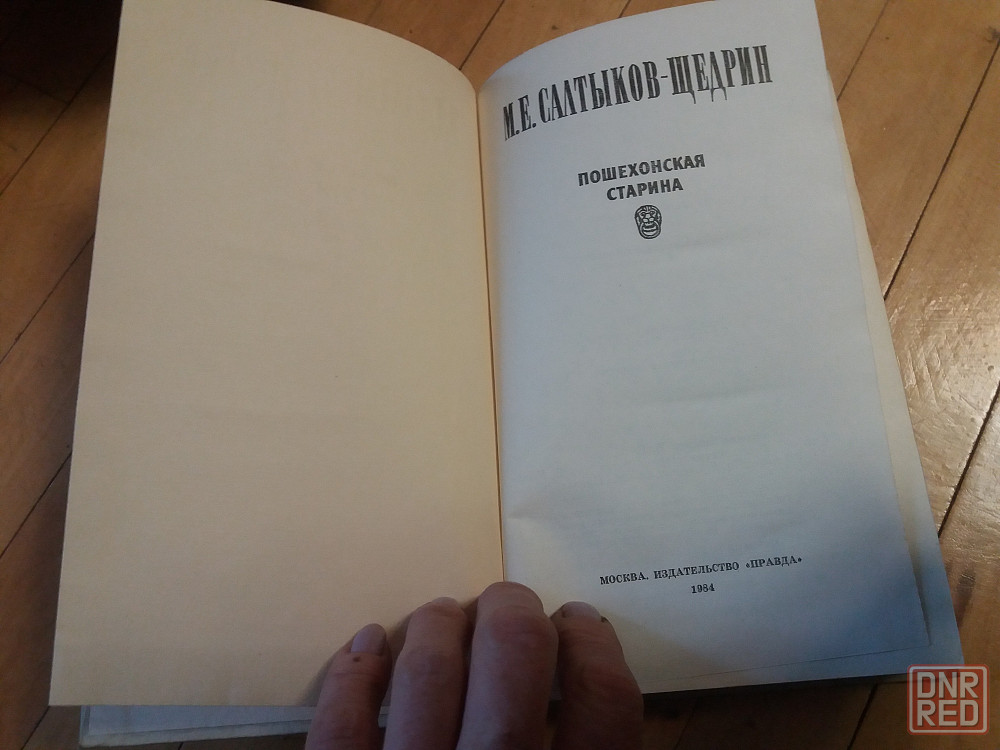 М.Е. САЛТЫКОВ-ЩЕДРИН
ПОШЕХОНСКАЯ
СТАРИНА
МОСКВА. ИЗДАТЕЛЬСТВО «ПРАВДА»
1984
DNR
RED